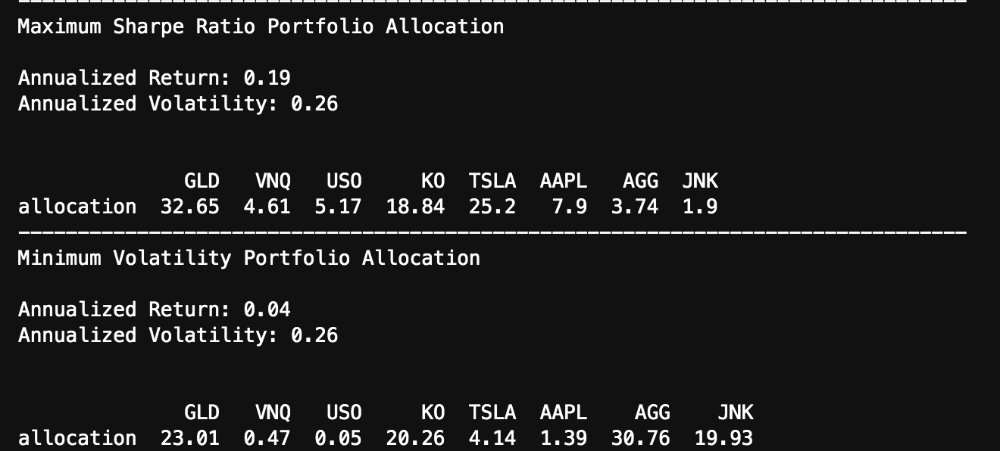 --------------------------------------------------------------------------------
Maximum Sharpe Ratio Portfolio Allocation
Annualized Return: 0.19
Annualized Volatility: 0.26
GLD VNQ USO KO TSLA AAPL AGG JNK
allocation 32.65 4.61 5.17 18.84 25.2 7.9 3.74 1.9
--------------------------------------------------------------------------------
Minimum Volatility Portfolio Allocation
Annualized Return: 0.04
Annualized Volatility: 0.26
GLD VNQ USO KO TSLA AAPL AGG JNK
allocation 23.01 0.47 0.05 20.26 4.14 1.39 30.76 19.93